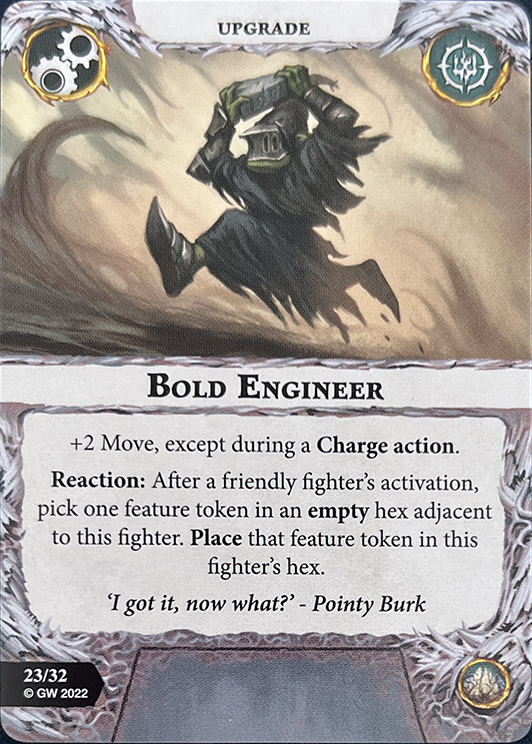 UPGRADE
BOLD ENGINEER
+2 Move, except during a Charge action.
Reaction: After a friendly fighter's activation,
pick one feature token in an empty hex adjacent
to this fighter. Place that feature token in this
fighter's hex.
'I got it, now what?' - Pointy Burk
23/32
© GW 2022